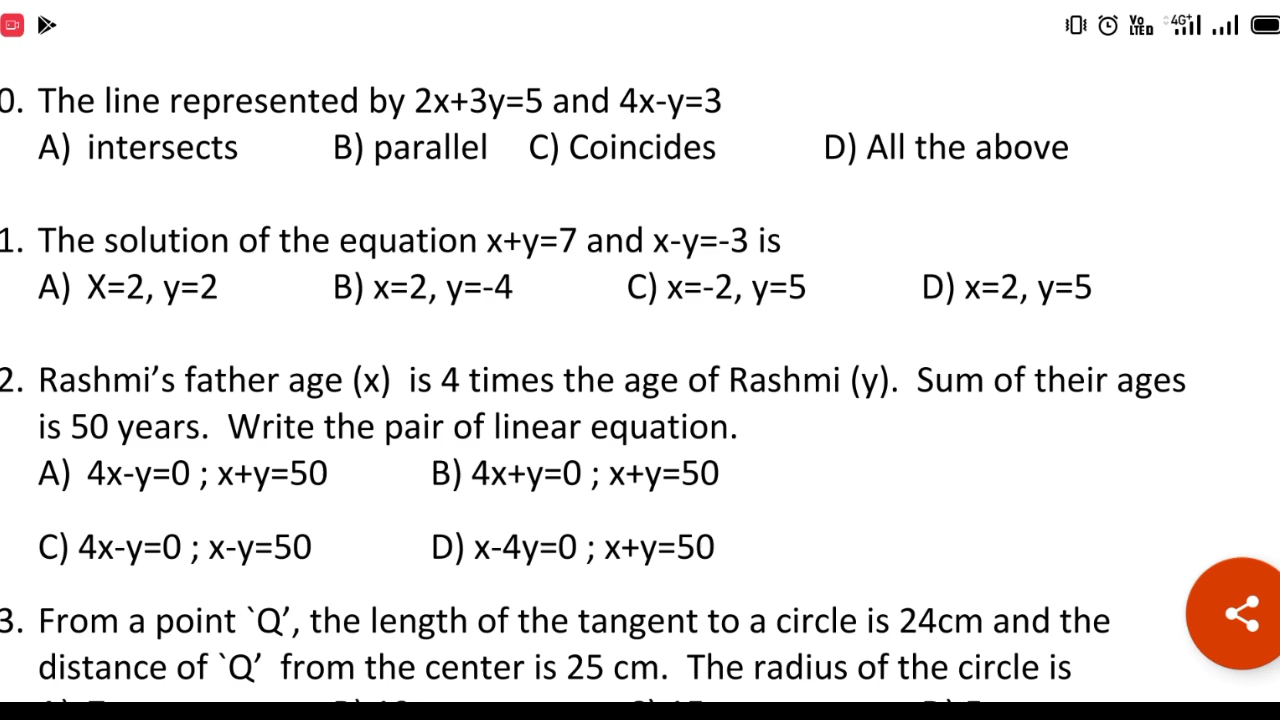 Vo
LTED
4G+
0. The line represented by 2x+3y=5 and 4x-y=3
A) intersects B) parallel C) Coincides D) All the above
1. The solution of the equation x+y=7 and x-y=-3 is
A) X=2, y=2 B) x=2, y=-4 C) x=-2, y=5 D) x=2, y=5
2. Rashmi’s father age (x) is 4 times the age of Rashmi (y). Sum of their ages
is 50 years. Write the pair of linear equation.
A) 4x-y=0 ; x+y=50 B) 4x+y=0 ; x+y=50
C) 4x-y=0 ; x-y=50 D) x-4y=0 ; x+y=50
3. From a point `Q’, the length of the tangent to a circle is 24cm and the
distance of `Q’ from the center is 25 cm. The radius of the circle is